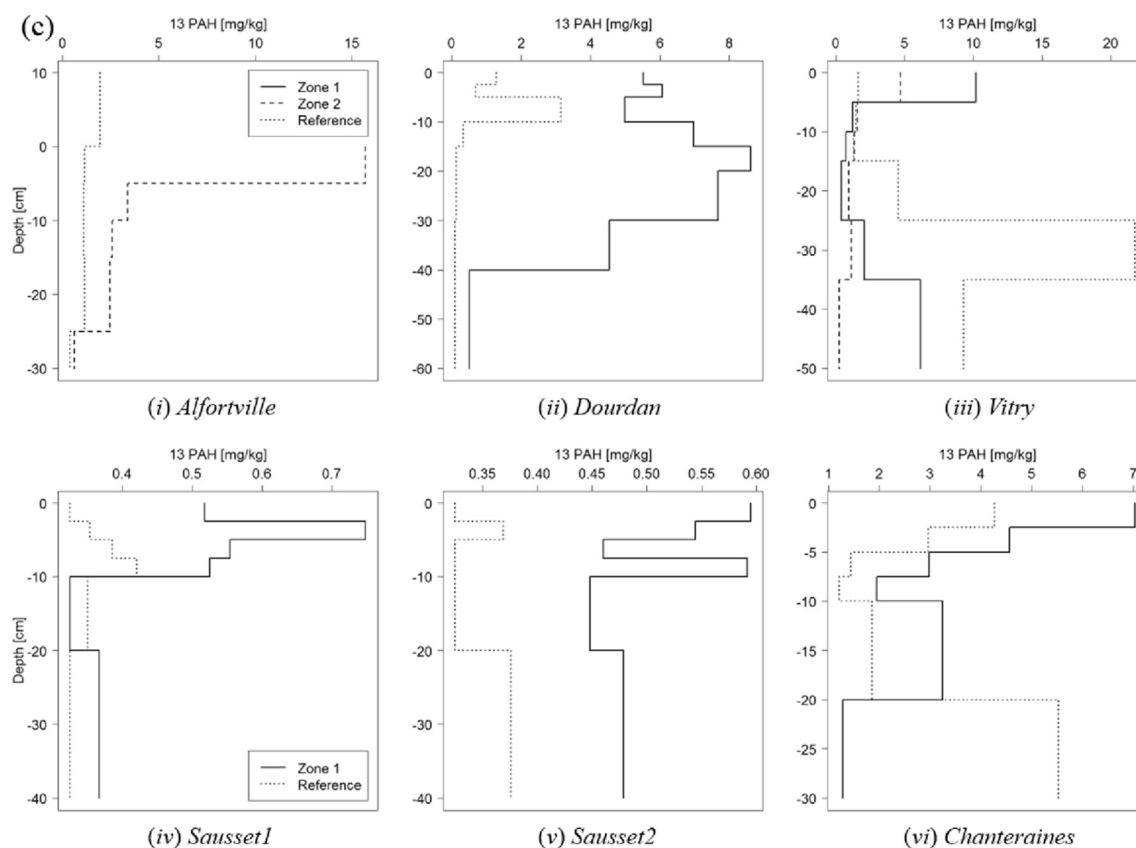 (c)
13 PAH [mg/kg]
0 5 10 15
10
0
-10
-20
-30
Depth [cm]
Zone 1
Zone 2
Reference
(i) Alfortville
13 PAH [mg/kg]
0 2 4 6 8
0
-10
-20
-30
-40
-50
-60
(ii) Dourdan
13 PAH [mg/kg]
0 5 10 15 20
0
-10
-20
-30
-40
-50
(iii) Vitry
13 PAH [mg/kg]
0.4 0.5 0.6 0.7
0
-10
-20
-30
-40
Depth [cm]
Zone 1
Reference
(iv) Sausset1
13 PAH [mg/kg]
0.35 0.40 0.45 0.50 0.55 0.60
0
-10
-20
-30
-40
(v) Sausset2
13 PAH [mg/kg]
1 2 3 4 5 6 7
0
-5
-10
-15
-20
-25
-30
(vi) Chanteraines